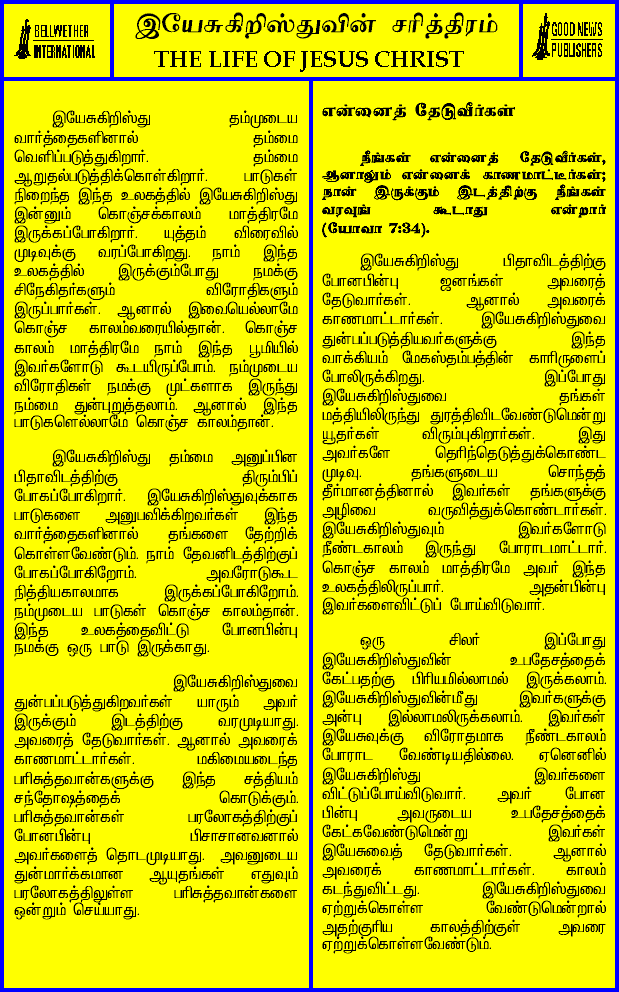 BELLWETHER
INTERNATIONAL
இயேசுகிறிஸ்துவின் சரித்திரம்
THE LIFE OF JESUS CHRIST
GOOD NEWS
PUBLISHERS
இயேசுகிறிஸ்து தம்முடைய
வார்த்தைகளினால் தம்மை
வெளிப்படுத்துகிறார். தம்மை
ஆறுதல்படுத்திக்கொள்கிறார். பாடுகள்
நிறைந்த இந்த உலகத்தில் இயேசுகிறிஸ்து
இன்னும் கொஞ்சக்காலம் மாத்திரமே
இருக்கப்போகிறார். யுத்தம் விரைவில்
முடிவுக்கு வரப்போகிறது. நாம் இந்த
உலகத்தில் இருக்கும்போது நமக்கு
சிநேகிதர்களும் விரோதிகளும்
இருப்பார்கள். ஆனால் இவையெல்லாமே
கொஞ்ச காலம்வரையில்தான். கொஞ்ச
காலம் மாத்திரமே நாம் இந்த பூமியில்
இவர்களோடு கூடயிருப்போம். நம்முடைய
விரோதிகள் நமக்கு முட்களாக இருந்து
நம்மை துன்புறுத்தலாம். ஆனால் இந்த
பாடுகளெல்லாமே கொஞ்ச காலம்தான்.
இயேசுகிறிஸ்து தம்மை அனுப்பின
பிதாவிடத்திற்கு திரும்பிப்
போகப்போகிறார். இயேசுகிறிஸ்துவுக்காக
பாடுகளை அனுபவிக்கிறவர்கள் இந்த
வார்த்தைகளினால் தங்களை தேற்றிக்
கொள்ளவேண்டும். நாம் தேவனிடத்திற்குப்
போகப்போகிறோம். அவரோடுகூட
நித்தியகாலமாக இருக்கப்போகிறோம்.
நம்முடைய பாடுகள் கொஞ்ச காலம்தான்.
இந்த உலகத்தைவிட்டு போனபின்பு
நமக்கு ஒரு பாடு இருக்காது.
இயேசுகிறிஸ்துவை
துன்பப்படுத்துகிறவர்கள் யாரும் அவர்
இருக்கும் இடத்திற்கு வரமுடியாது.
அவரைத் தேடுவார்கள். ஆனால் அவரைக்
காணமாட்டார்கள். மகிமையடைந்த
பரிசுத்தவான்களுக்கு இந்த சத்தியம்
சந்தோஷத்தைக் கொடுக்கும்.
பரிசுத்தவான்கள் பரலோகத்திற்குப்
போனபின்பு பிசாசானவனால்
அவர்களைத் தொடமுடியாது. அவனுடைய
துன்மார்க்கமான ஆயுதங்கள் எதுவும்
பரலோகத்திலுள்ள பரிசுத்தவான்களை
ஒன்றும் செய்யாது.
என்னைத் தேடுவீர்கள்
நீங்கள் என்னைத் தேடுவீர்கள்,
ஆனாலும் என்னைக் காணமாட்டீர்கள்;
நான் இருக்கும் இடத்திற்கு நீங்கள்
வரவுங் கூடாது என்றார்
(யோவா 7:34).
இயேசுகிறிஸ்து பிதாவிடத்திற்கு
போனபின்பு ஜனங்கள் அவரைத்
தேடுவார்கள். ஆனால் அவரைக்
காணமாட்டார்கள். இயேசுகிறிஸ்துவை
துன்பப்படுத்தியவர்களுக்கு இந்த
வாக்கியம் மேகஸ்தம்பத்தின் காரிருளைப்
போலிருக்கிறது. இப்போது
இயேசுகிறிஸ்துவை தங்கள்
மத்தியிலிருந்து துரத்திவிடவேண்டுமென்று
யூதர்கள் விரும்புகிறார்கள். இது
அவர்களே தெரிந்தெடுத்துக்கொண்ட
முடிவு. தங்களுடைய சொந்தத்
தீர்மானத்தினால் இவர்கள் தங்களுக்கு
அழிவை வருவித்துக்கொண்டார்கள்.
இயேசுகிறிஸ்துவும் இவர்களோடு
நீண்டகாலம் இருந்து போராடமாட்டார்.
கொஞ்ச காலம் மாத்திரமே அவர் இந்த
உலகத்திலிருப்பார். அதன்பின்பு
இவர்களைவிட்டுப் போய்விடுவார்.
ஒரு சிலர் இப்போது
இயேசுகிறிஸ்துவின் உபதேசத்தைக்
கேட்பதற்கு பிரியமில்லாமல் இருக்கலாம்.
இயேசுகிறிஸ்துவின்மீது இவர்களுக்கு
அன்பு இல்லாமலிருக்கலாம். இவர்கள்
இயேசுவுக்கு விரோதமாக நீண்டகாலம்
போராட வேண்டியதில்லை. ஏனெனில்
இயேசுகிறிஸ்து இவர்களை
விட்டுப்போய்விடுவார். அவர் போன
பின்பு அவருடைய உபதேசத்தைக்
கேட்கவேண்டுமென்று இவர்கள்
இயேசுவைத் தேடுவார்கள். ஆனால்
அவரைக் காணமாட்டார்கள். காலம்
கடந்துவிட்டது. இயேசுகிறிஸ்துவை
ஏற்றுக்கொள்ள வேண்டுமென்றால்
அதற்குரிய காலத்திற்குள் அவரை
ஏற்றுக்கொள்ளவேண்டும்.